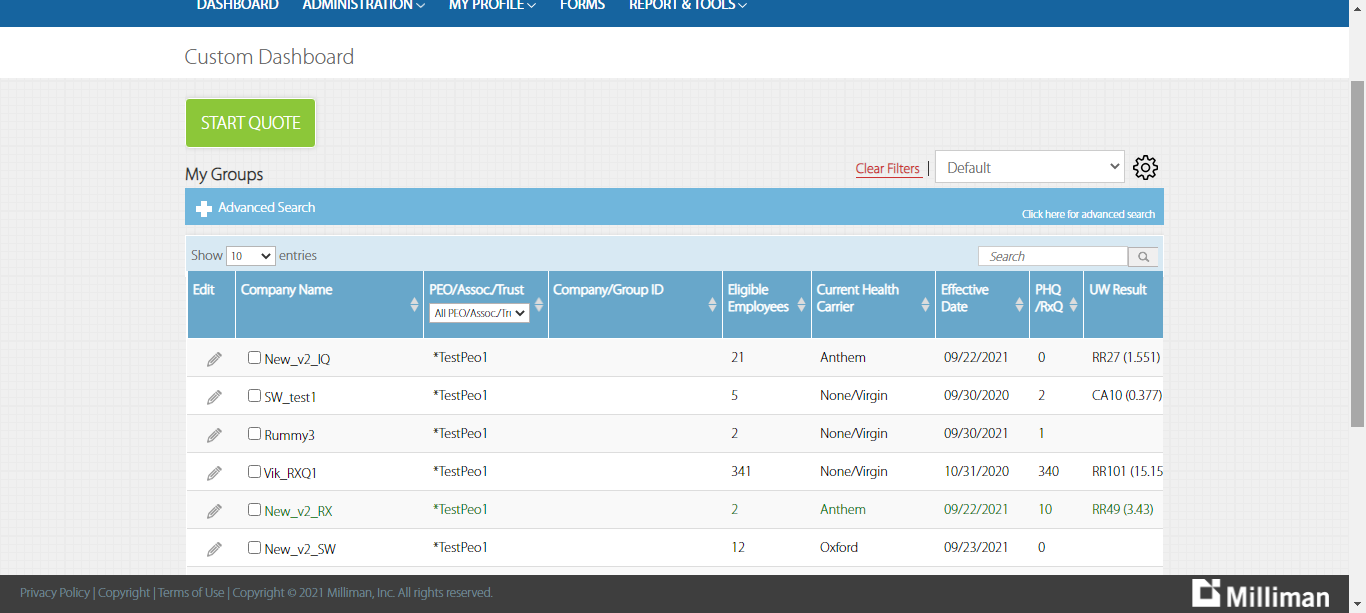 DASHBOARD ADMINISTRATION MY PROFILE FORMS REPORT & TOOLS
Custom Dashboard
START QUOTE
My Groups
Clear Filters | Default
Advanced Search
Click here for advanced search
Show 10 entries
Search
Edit Company Name PEO/Assoc./Trust Company/Group ID Eligible Employees Current Health Carrier Effective Date PHQ /RxQ UW Result
All PEO/Assoc./Tru
New_v2_IQ *TestPeo1 21 Anthem 09/22/2021 0 RR27 (1.551)
SW_test1 *TestPeo1 5 None/Virgin 09/30/2020 2 CA10 (0.377)
Rummy3 *TestPeo1 2 None/Virgin 09/30/2021 1
Vik_RXQ1 *TestPeo1 341 None/Virgin 10/31/2020 340 RR101 (15.15
New_v2_RX *TestPeo1 2 Anthem 09/22/2021 10 RR49 (3.43)
New_v2_SW *TestPeo1 12 Oxford 09/23/2021 0
Privacy Policy | Copyright | Terms of Use | Copyright © 2021 Milliman, Inc. All rights reserved.
Milliman